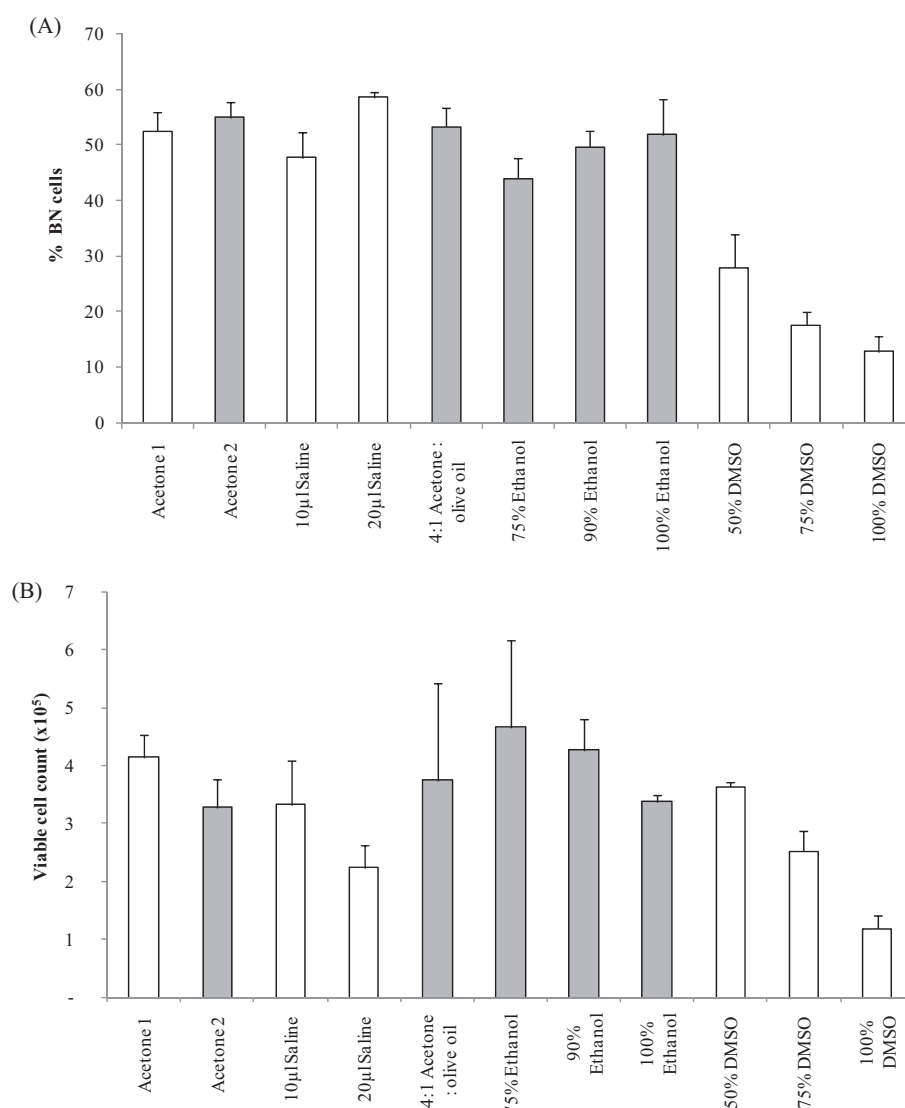 (A)
70
60
50
40
30
20
10
0
% BN cells
Acetone 1
Acetone 2
10µl Saline
20µl Saline
4:1 Acetone :
olive oil
75% Ethanol
90% Ethanol
100% Ethanol
50% DMSO
75% DMSO
100% DMSO
(B)
7
6
5
4
3
2
1
-
Viable cell count (x10⁵)
Acetone 1
Acetone 2
10µl Saline
20µl Saline
4:1 Acetone
: olive oil
75% Ethanol
90%
Ethanol
100%
Ethanol
50% DMSO
75% DMSO
100%
DMSO